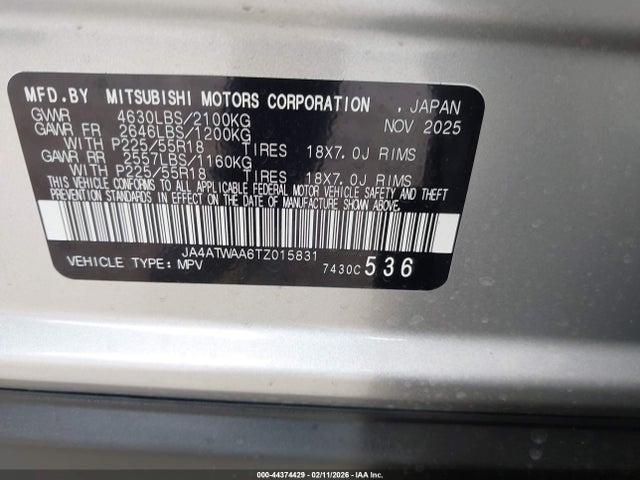 MFD.BY MITSUBISHI MOTORS CORPORATION , JAPAN
GVWR 4630LBS/2100KG NOV 2025
GAWR FR 2646LBS/1200KG
WITH P225/55R18 TIRES 18X7.0J RIMS
GAWR RR 2557LBS/1160KG
WITH P225/55R18 TIRES 18X7.0J RIMS
THIS VEHICLE CONFORMS TO ALL APPLICABLE FEDERAL MOTOR VEHICLE SAFETY AND THEFT
PREVENTION STANDARDS IN EFFECT ON THE DATE OF MANUFACTURE SHOWN ABOVE.
JA4ATWAA6TZ015831
VEHICLE TYPE: MPV 7430C 536
000-44374429 - 02/11/2026 - IAA Inc.